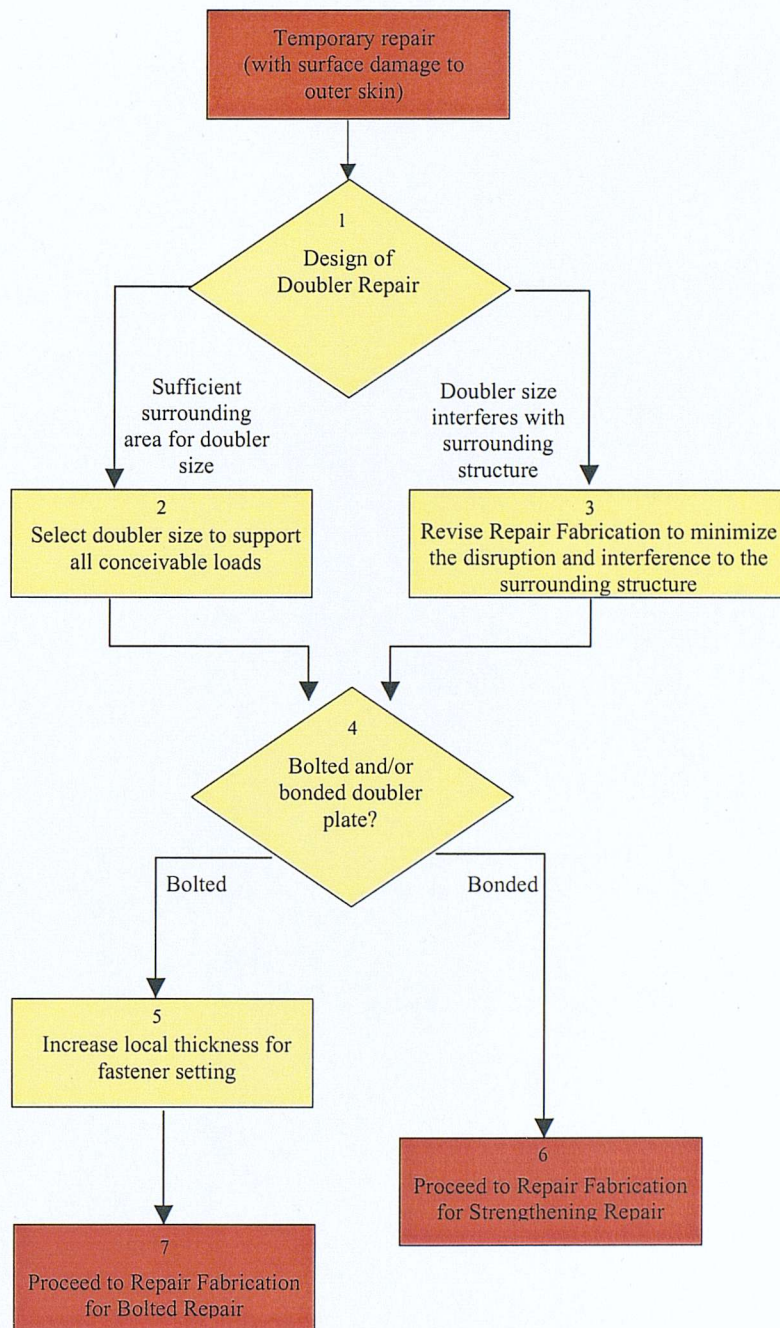 Temporary repair
(with surface damage to
outer skin)
1
Design of
Doubler Repair
Sufficient
surrounding
area for doubler
size
Doubler size
interferes with
surrounding
structure
2
Select doubler size to support
all conceivable loads
3
Revise Repair Fabrication to minimize
the disruption and interference to the
surrounding structure
4
Bolted and/or
bonded doubler
plate?
Bolted
Bonded
5
Increase local thickness for
fastener setting
6
Proceed to Repair Fabrication
for Strengthening Repair
7
Proceed to Repair Fabrication
for Bolted Repair